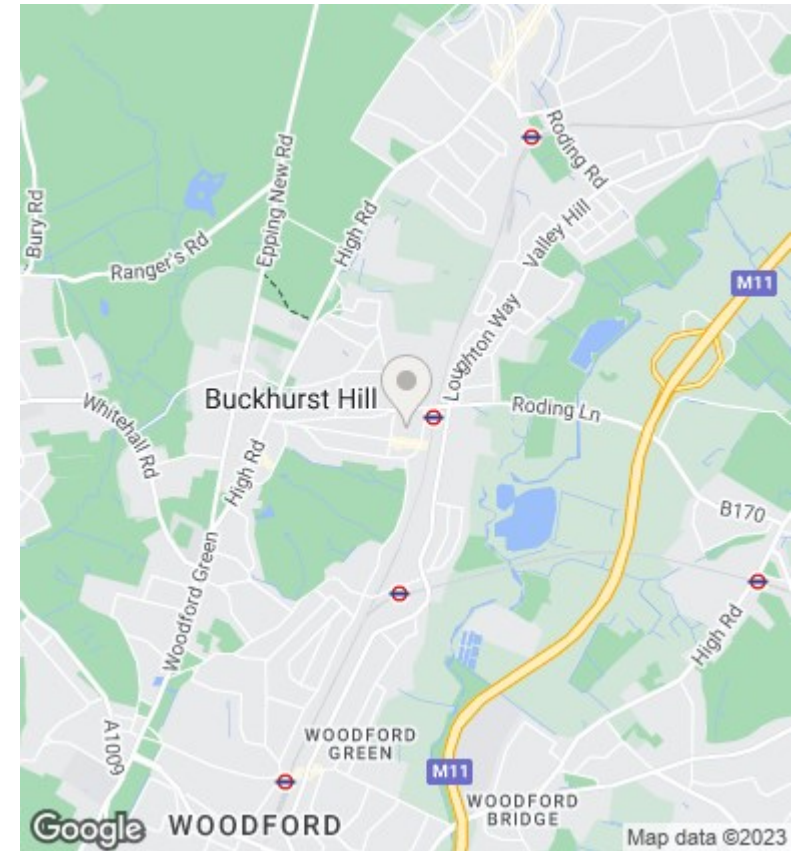 Roding Rd
Epping New Rd
Bury Rd
High Rd
Valley Hill
Ranger's Rd
M11
Loughton Way
Buckhurst Hill
Roding Ln
Whitehall Rd
High Rd
B170
Woodford Green
High Rd
A1009
WOODFORD
GREEN
M11
WOODFORD
BRIDGE
WOODFORD
Google
Map data ©2023